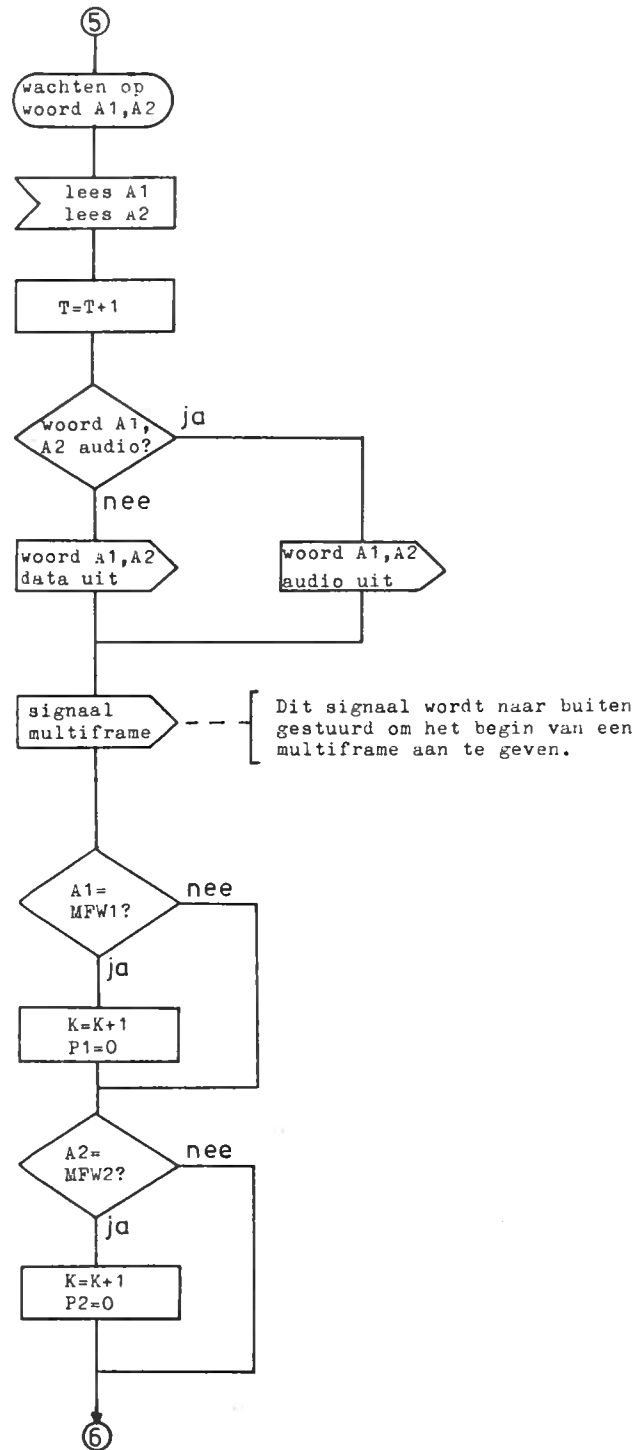 5
wachten op
woord A1,A2
lees A1
lees A2
T=T+1
woord A1,
A2 audio?
ja
nee
woord A1,A2
data uit
woord A1,A2
audio uit
signaal
multiframe
Dit signaal wordt naar buiten
gestuurd om het begin van een
multiframe aan te geven.
A1=
MFW1?
nee
ja
K=K+1
P1=0
A2=
MFW2?
nee
ja
K=K+1
P2=0
6